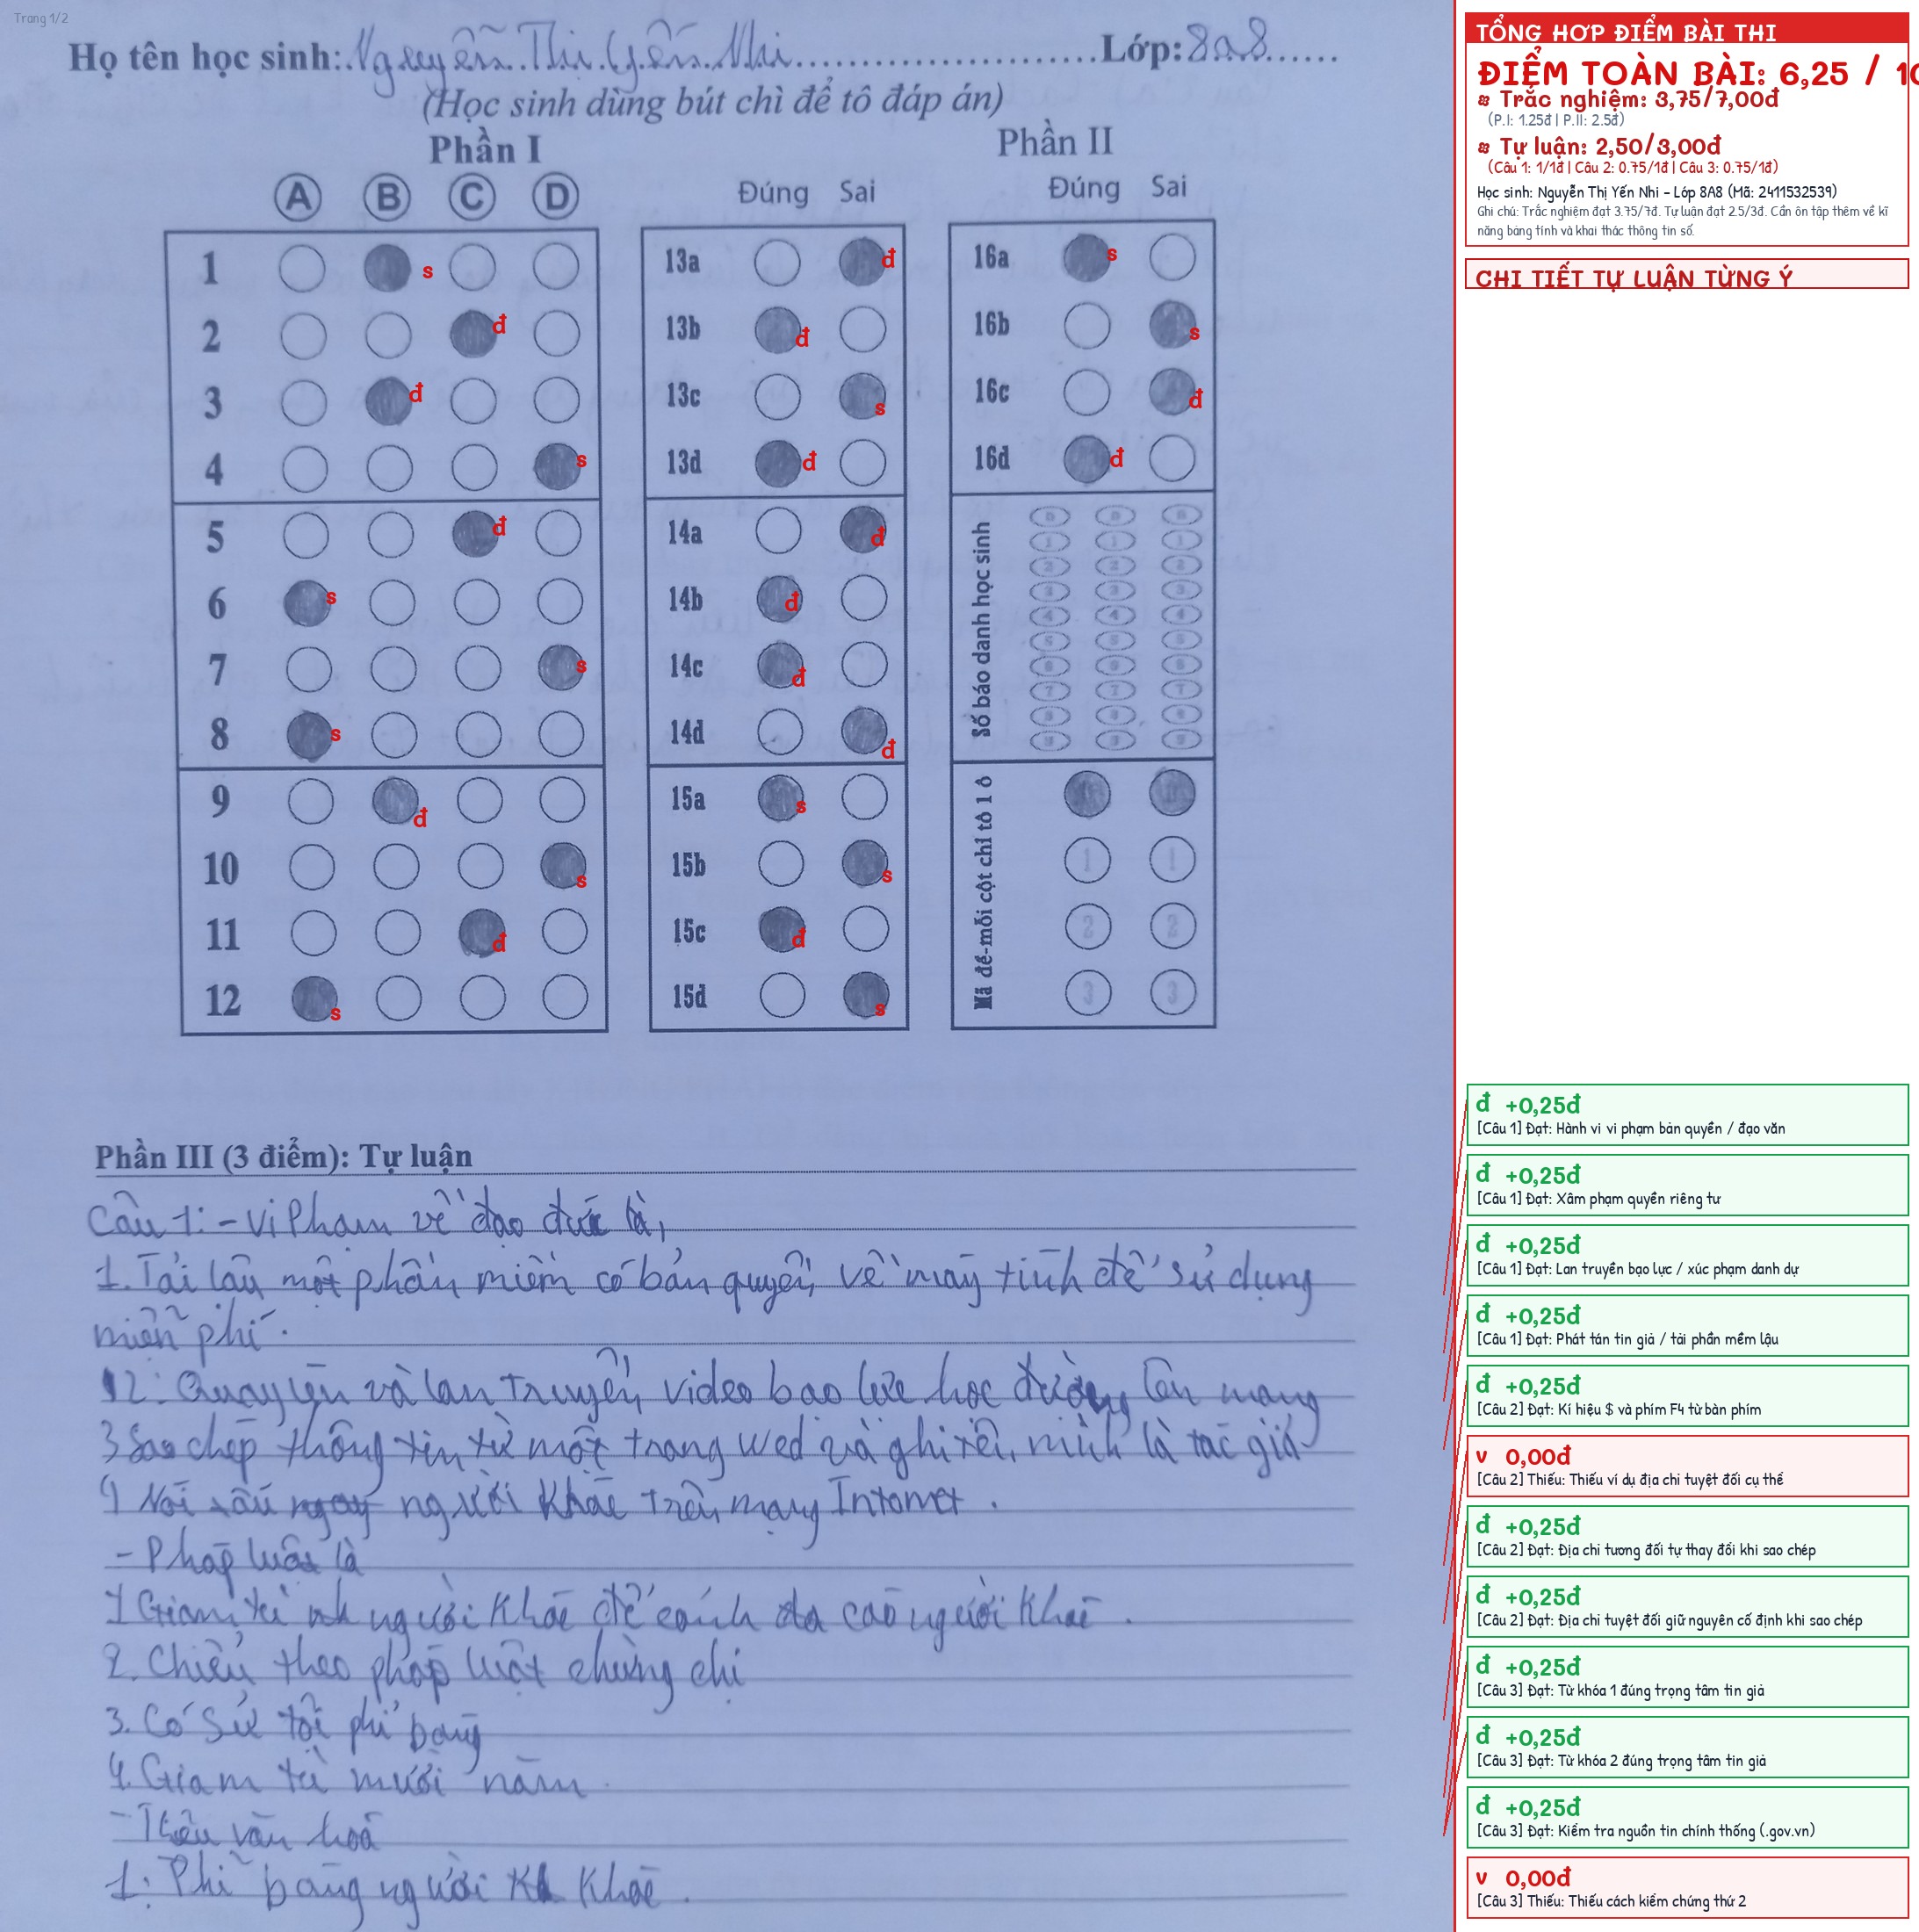 Trang 1/2
Họ tên học sinh: Nguyễn Thị Yến Nhi Lớp: 8a8
(Học sinh dùng bút chì để tô đáp án)
Phần I
Phần II
A B C D
Đúng Sai
Đúng Sai
1 s
2 đ
3 đ
4 s
5 đ
6 s
7 s
8 s
9 đ
10 s
11 đ
12 s
13a đ
13b đ
13c s
13d đ
14a đ
14b đ
14c đ
14d đ
15a s
15b s
15c đ
15d s
16a s
16b s
16c đ
16d đ
Số báo danh học sinh
Mã đề-mỗi cột chỉ tô 1 ô
1 1
2 2
3 3
Phần III (3 điểm): Tự luận
Câu 1: - Vi Phạm về đạo đức là,
1. Tải lậu một phần miềm có bản quyền, về máy tính để sử dụng
miễn phí.
2. Quay lén và lan truyền video bạo lực học đường lên mạng
3 Sao chép thông tin từ một trang wed và ghi tên mình là tác giả
Nói xấu người khác trên mạng Intomet.
- Pháp luật là
1 Giam tù người khác để cảnh cáo người khác.
2. Chiếu theo pháp luật chứng chỉ
3. Có sử tội phỉ báng
4. Giam tù mười năm.
- Thiếu văn hoá
1. Phỉ báng người khác.
TỔNG HỢP ĐIỂM BÀI THI
ĐIỂM TOÀN BÀI: 6,25 / 10
Trắc nghiệm: 3,75/7,00đ
(P.I: 1.25đ | P.II: 2.5đ)
Tự luận: 2,50/3,00đ
(Câu 1: 1/1đ | Câu 2: 0.75/1đ | Câu 3: 0.75/1đ)
Học sinh: Nguyễn Thị Yến Nhi - Lớp 8A8 (Mã: 2411532539)
Ghi chú: Trắc nghiệm đạt 3.75/7đ. Tự luận đạt 2.5/3đ. Cần ôn tập thêm về kĩ
năng bảng tính và khai thác thông tin số.
CHI TIẾT TỰ LUẬN TỪNG Ý
đ +0,25đ
[Câu 1] Đạt: Hành vi vi phạm bản quyền / đạo văn
đ +0,25đ
[Câu 1] Đạt: Xâm phạm quyền riêng tư
đ +0,25đ
[Câu 1] Đạt: Lan truyền bạo lực / xúc phạm danh dự
đ +0,25đ
[Câu 1] Đạt: Phát tán tin giả / tải phần mềm lậu
đ +0,25đ
[Câu 2] Đạt: Kí hiệu $ và phím F4 từ bàn phím
v 0,00đ
[Câu 2] Thiếu: Thiếu ví dụ địa chỉ tuyệt đối cụ thể
đ +0,25đ
[Câu 2] Đạt: Địa chỉ tương đối tự thay đổi khi sao chép
đ +0,25đ
[Câu 2] Đạt: Địa chỉ tuyệt đối giữ nguyên cố định khi sao chép
đ +0,25đ
[Câu 3] Đạt: Từ khóa 1 đúng trọng tâm tin giả
đ +0,25đ
[Câu 3] Đạt: Từ khóa 2 đúng trọng tâm tin giả
đ +0,25đ
[Câu 3] Đạt: Kiểm tra nguồn tin chính thống (.gov.vn)
v 0,00đ
[Câu 3] Thiếu: Thiếu cách kiểm chứng thứ 2